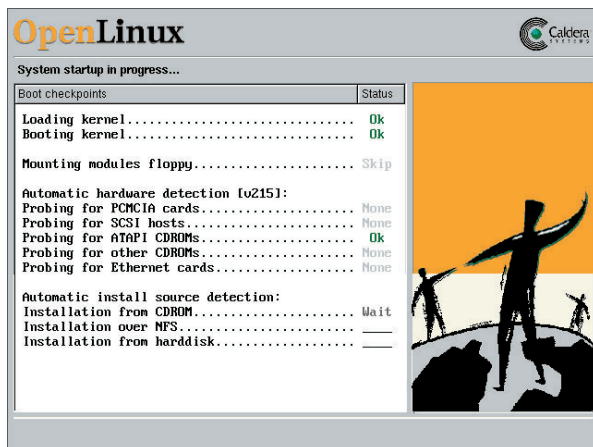 OpenLinux
Caldera
SYSTEMS
System startup in progress...
Boot checkpoints Status
Loading kernel............................... Ok
Booting kernel............................... Ok
Mounting modules floppy...................... Skip
Automatic hardware detection [v215]:
Probing for PCMCIA cards..................... None
Probing for SCSI hosts....................... None
Probing for ATAPI CDROMs..................... Ok
Probing for other CDROMs..................... None
Probing for Ethernet cards................... None
Automatic install source detection:
Installation from CDROM...................... Wait
Installation over NFS........................ ____
Installation from harddisk................... ____